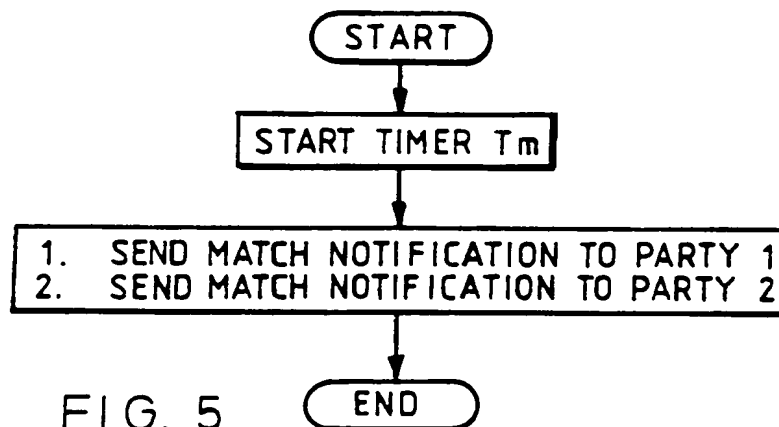 START
START TIMER Tm
1. SEND MATCH NOTIFICATION TO PARTY 1
2. SEND MATCH NOTIFICATION TO PARTY 2
END
FIG. 5